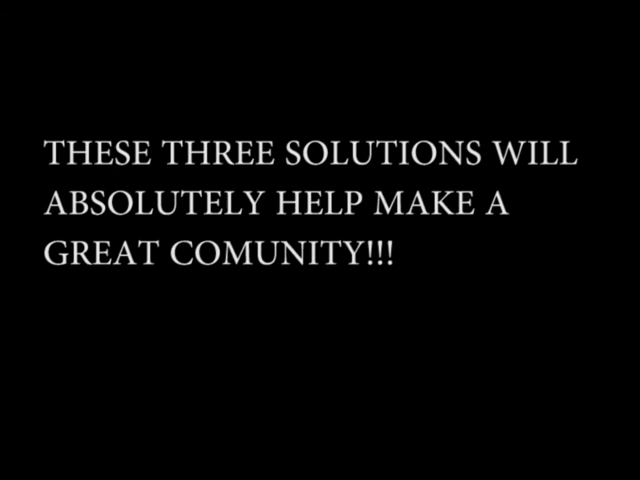 THESE THREE SOLUTIONS WILL
ABSOLUTELY HELP MAKE A
GREAT COMUNITY!!!